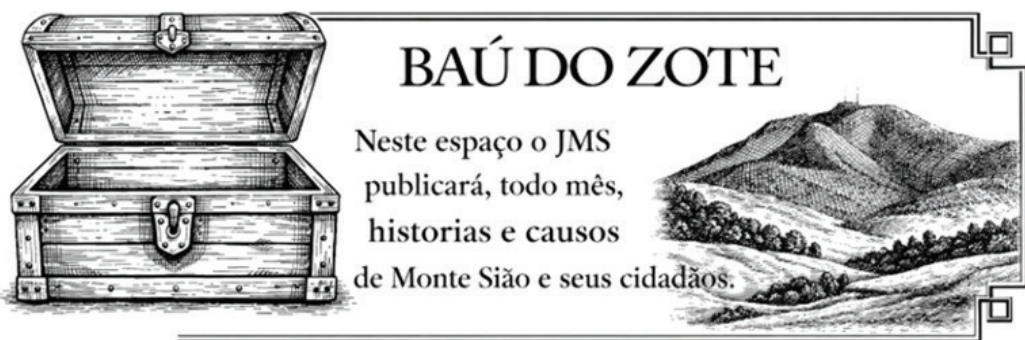 BAÚ DO ZOTE
Neste espaço o JMS
publicará, todo mês,
historias e causos
de Monte Sião e seus cidadãos.